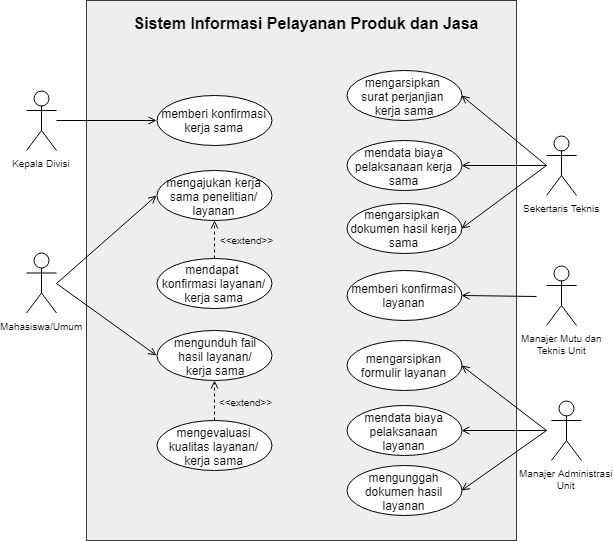 Sistem Informasi Pelayanan Produk dan Jasa
Kepala Divisi
memberi konfirmasi
kerja sama
mengajukan kerja
sama penelitian/
layanan
<<extend>>
mendapat
konfirmasi layanan/
kerja sama
Mahasiswa/Umum
mengunduh fail
hasil layanan/
kerja sama
<<extend>>
mengevaluasi
kualitas layanan/
kerja sama
mengarsipkan
surat perjanjian
kerja sama
mendata biaya
pelaksanaan kerja
sama
mengarsipkan
dokumen hasil kerja
sama
Sekertaris Teknis
memberi konfirmasi
layanan
Manajer Mutu dan
Teknis Unit
mengarsipkan
formulir layanan
mendata biaya
pelaksanaan
layanan
mengunggah
dokumen hasil
layanan
Manajer Administrasi
Unit